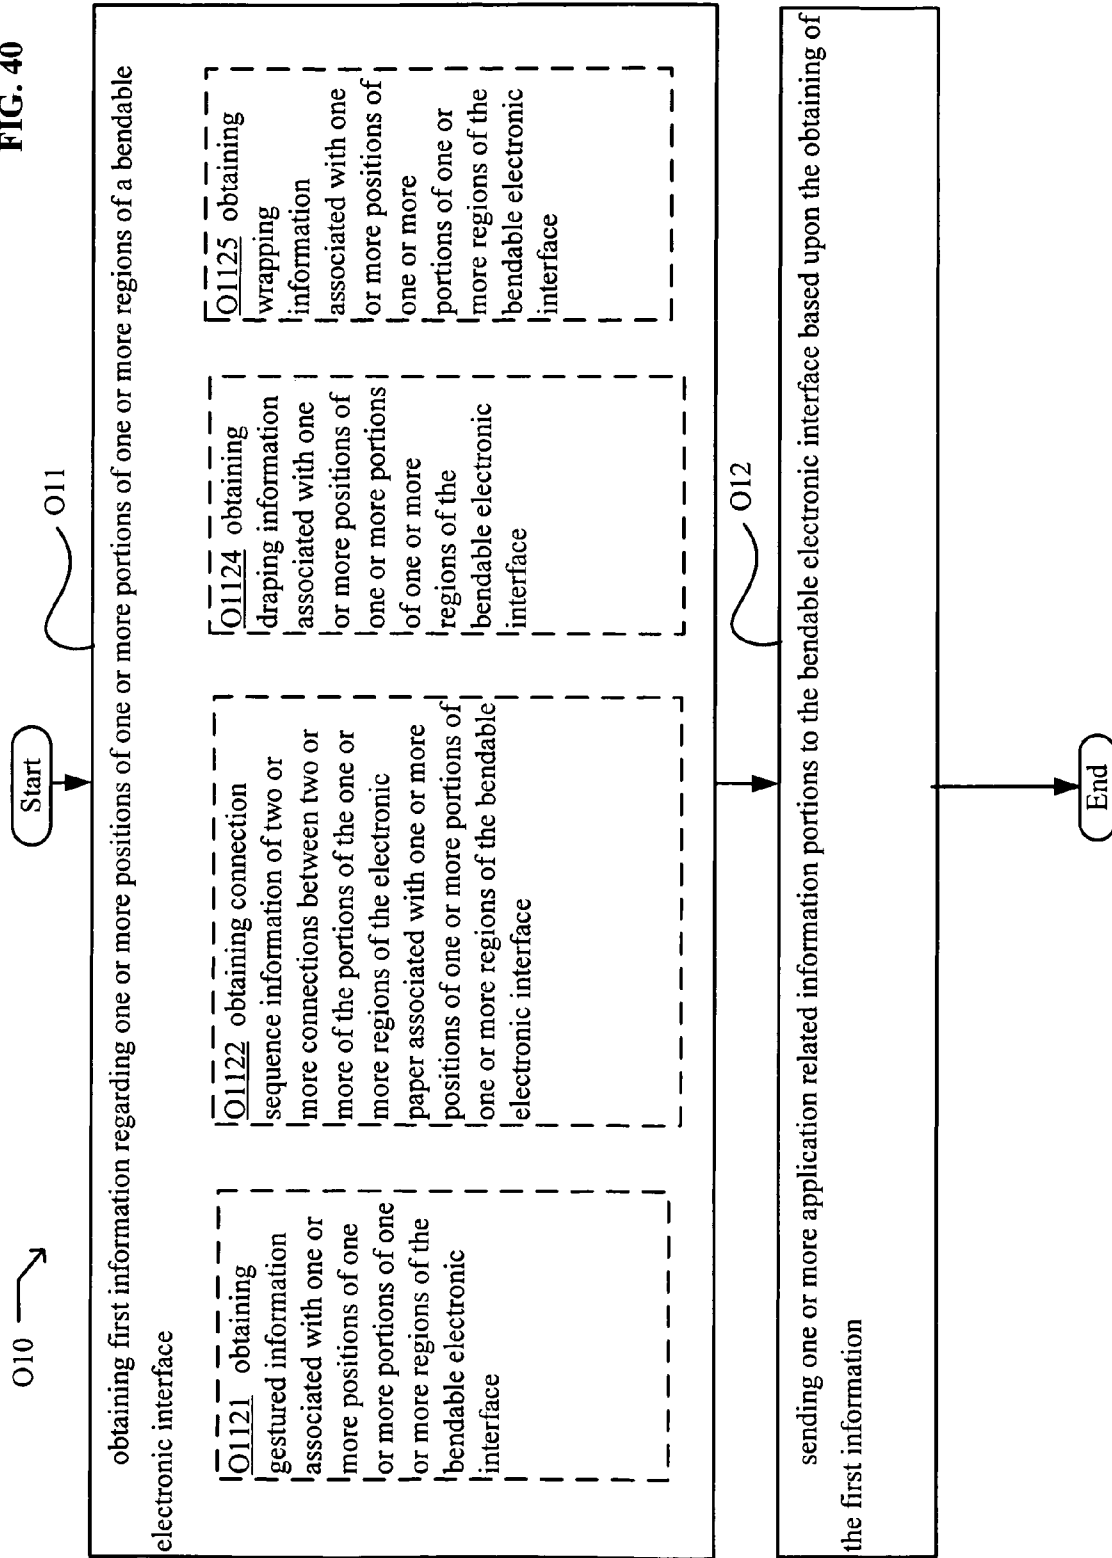 FIG. 40
O10
Start
O11
obtaining first information regarding one or more positions of one or more portions of one or more regions of a bendable
electronic interface
O1121 obtaining
gestured information
associated with one or
more positions of one
or more portions of one
or more regions of the
bendable electronic
interface
O1122 obtaining connection
sequence information of two or
more connections between two or
more of the portions of the one or
more regions of the electronic
paper associated with one or more
positions of one or more portions of
one or more regions of the bendable
electronic interface
O1124 obtaining
draping information
associated with one
or more positions of
one or more portions
of one or more
regions of the
bendable electronic
interface
O1125 obtaining
wrapping
information
associated with one
or more positions of
one or more
portions of one or
more regions of the
bendable electronic
interface
O12
sending one or more application related information portions to the bendable electronic interface based upon the obtaining of
the first information
End